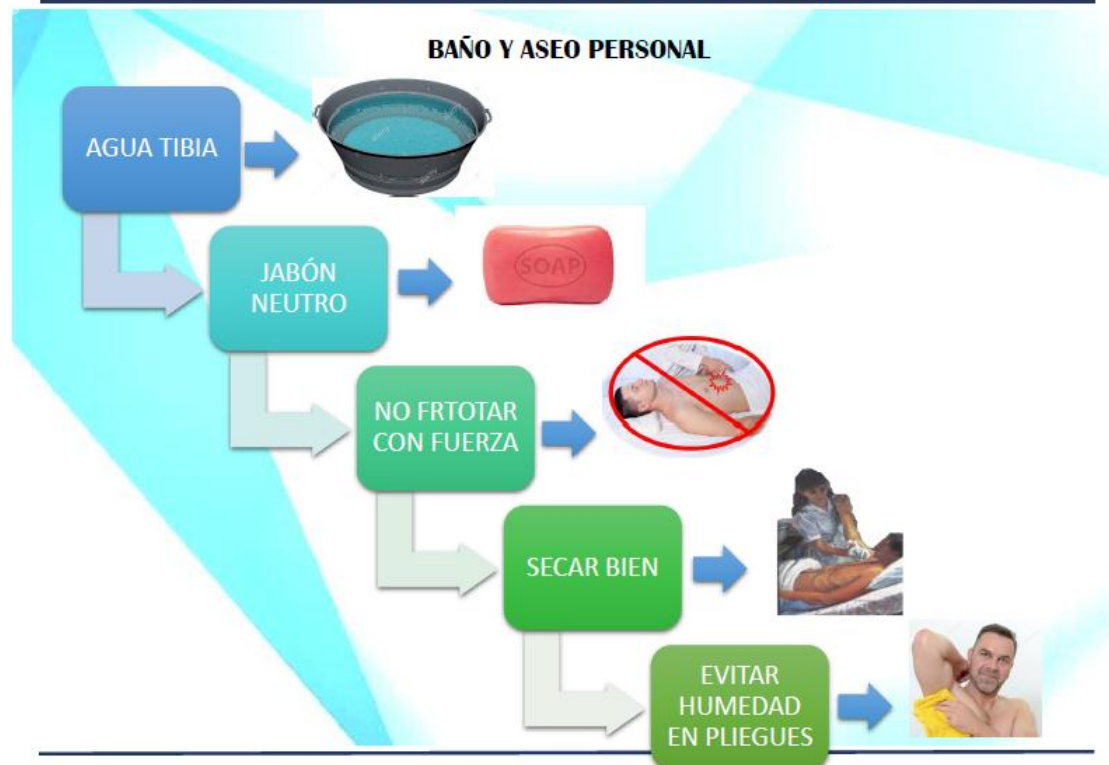 BAÑO Y ASEO PERSONAL
AGUA TIBIA
JABÓN
NEUTRO
SOAP
NO FRTOTAR
CON FUERZA
SECAR BIEN
EVITAR
HUMEDAD
EN PLIEGUES